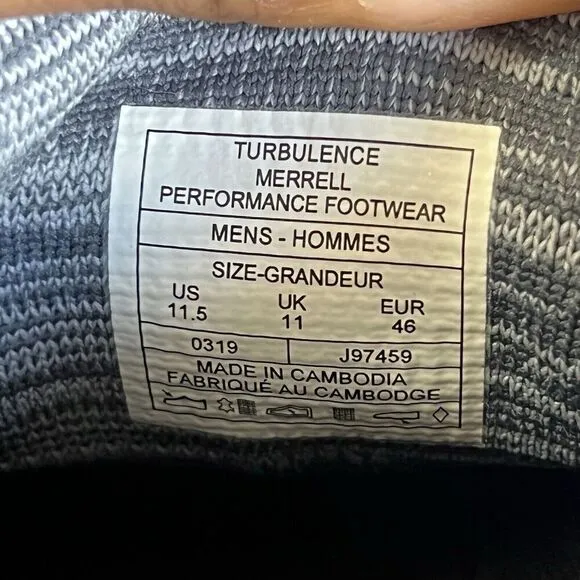 TURBULENCE
MERRELL
PERFORMANCE FOOTWEAR
MENS - HOMMES
SIZE-GRANDEUR
US UK EUR
11.5 11 46
0319 J97459
MADE IN CAMBODIA
FABRIQUÉ AU CAMBODGE